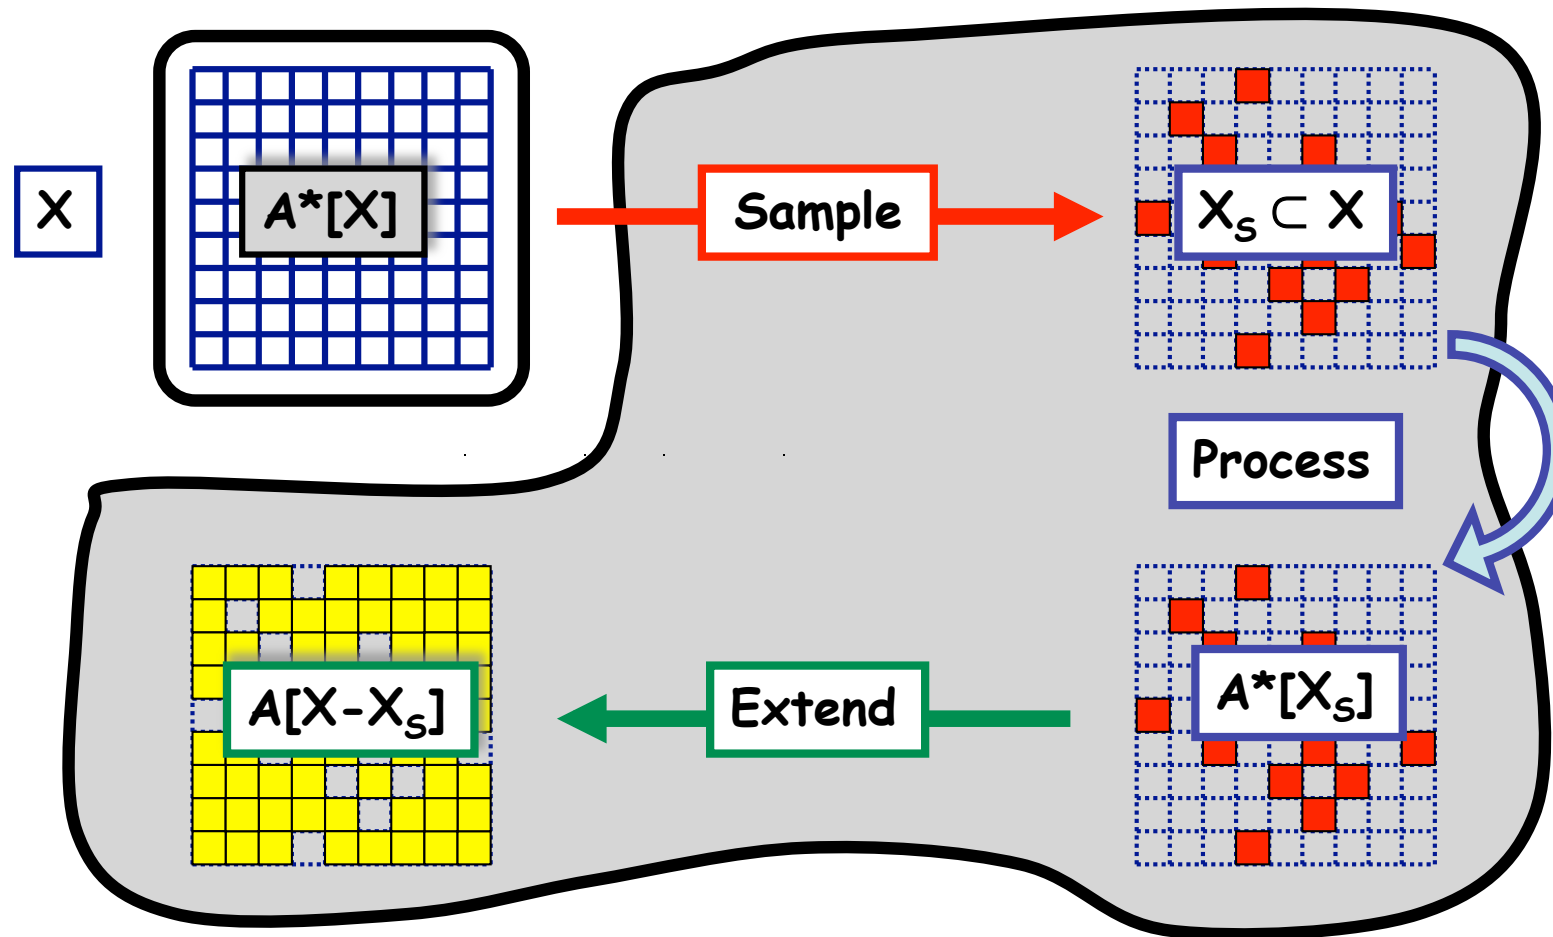 X
A*[X]
Sample
Xs ⊂ X
Process
A[X-Xs]
Extend
A*[Xs]